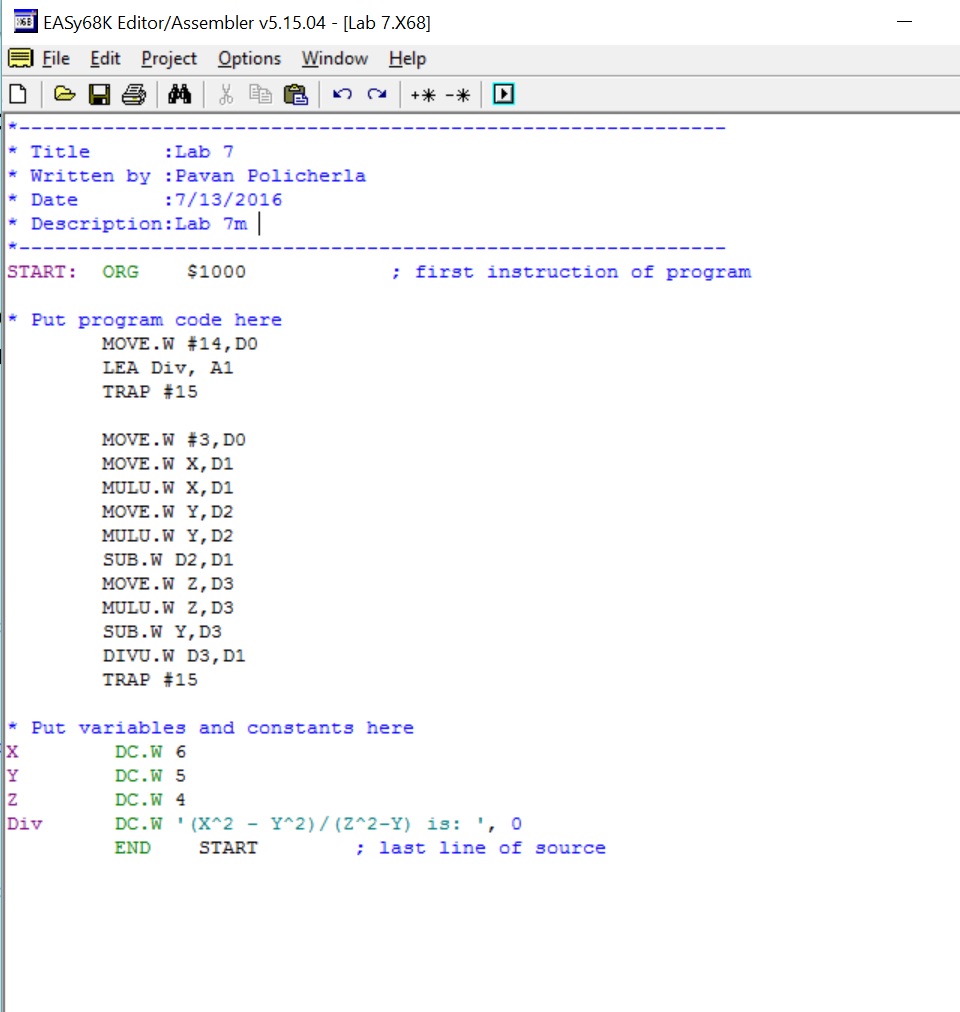 EASy68K Editor/Assembler v5.15.04 - [Lab 7.X68]
File Edit Project Options Window Help
*-----------------------------------------------------------
* Title      :Lab 7
* Written by :Pavan Policherla
* Date       :7/13/2016
* Description:Lab 7m
*-----------------------------------------------------------
START:  ORG    $1000            ; first instruction of program
* Put program code here
        MOVE.W #14,D0
        LEA Div, A1
        TRAP #15
        MOVE.W #3,D0
        MOVE.W X,D1
        MULU.W X,D1
        MOVE.W Y,D2
        MULU.W Y,D2
        SUB.W D2,D1
        MOVE.W Z,D3
        MULU.W Z,D3
        SUB.W Y,D3
        DIVU.W D3,D1
        TRAP #15
* Put variables and constants here
X        DC.W 6
Y        DC.W 5
Z        DC.W 4
Div      DC.W '(X^2 - Y^2)/(Z^2-Y) is: ', 0
         END    START        ; last line of source